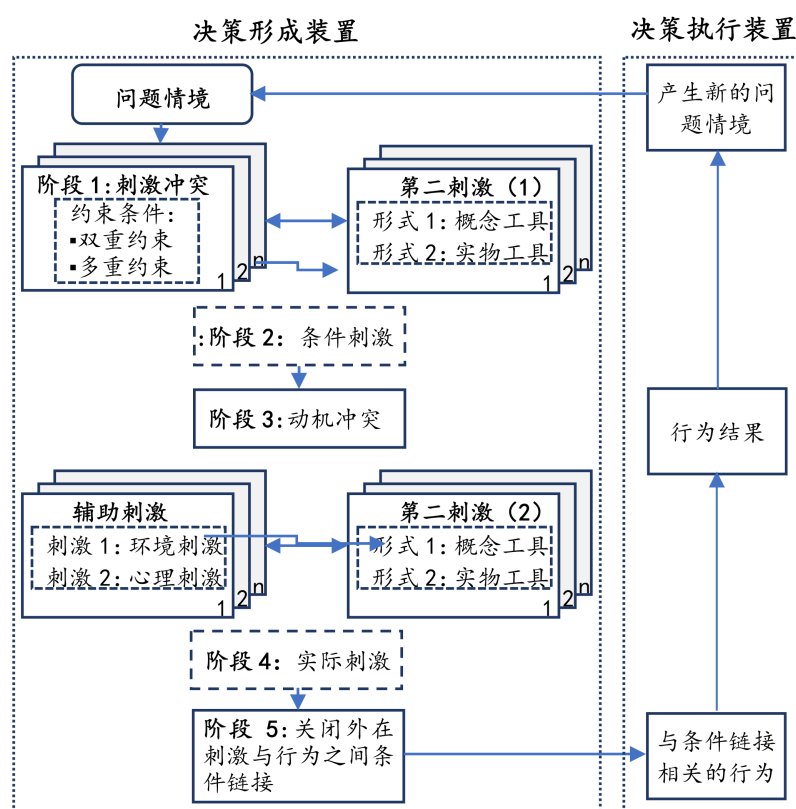 决策形成装置
决策执行装置
问题情境
产生新的问
题情境
阶段1:刺激冲突
约束条件:
▪双重约束
▪多重约束
1
2
n
第二刺激(1)
形式1:概念工具
形式2:实物工具
1
2
n
:阶段2: 条件刺激
阶段3:动机冲突
行为结果
辅助刺激
刺激1:环境刺激
刺激2:心理刺激
1
2
n
第二刺激(2)
形式1:概念工具
形式2:实物工具
1
2
n
阶段4: 实际刺激
阶段 5:关闭外在
刺激与行为之间条
件链接
与条件链接
相关的行为